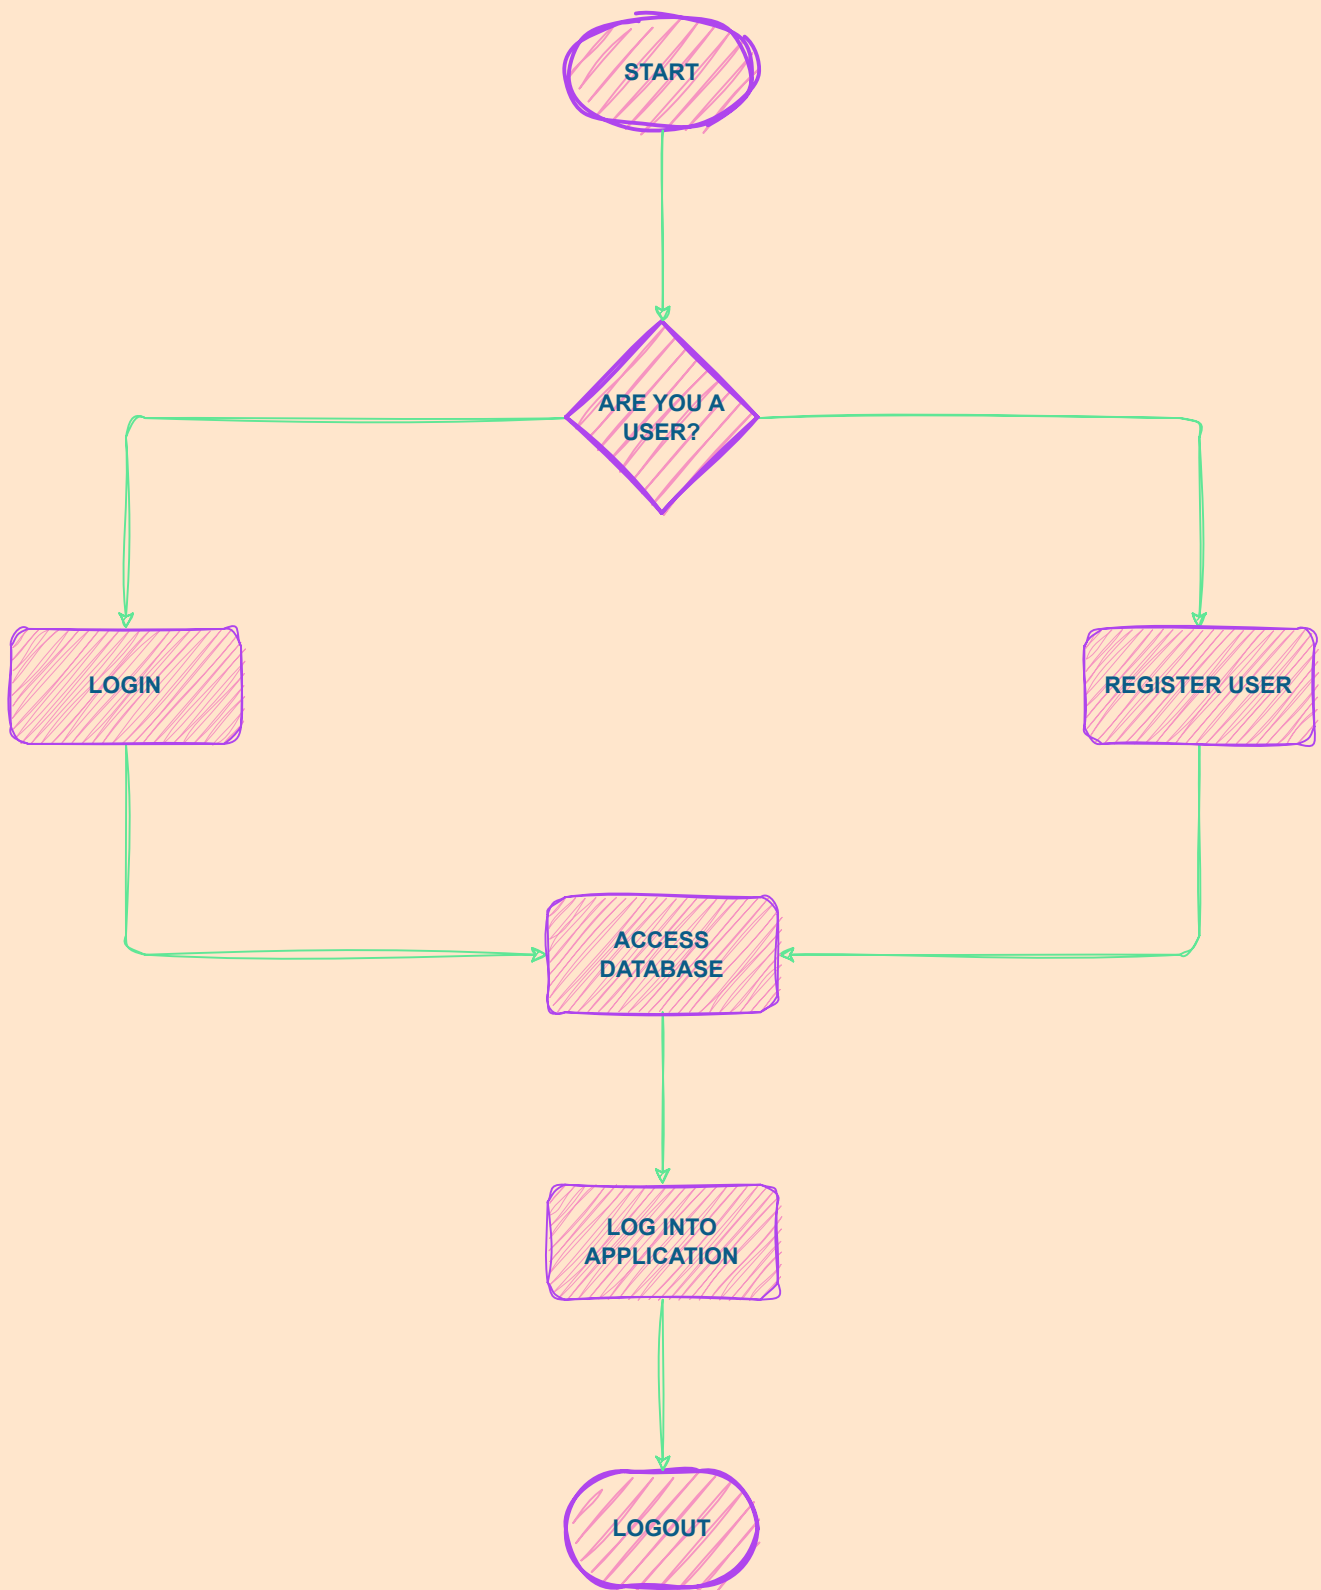 START
ARE YOU A
USER?
LOGIN
REGISTER USER
ACCESS
DATABASE
LOG INTO
APPLICATION
LOGOUT